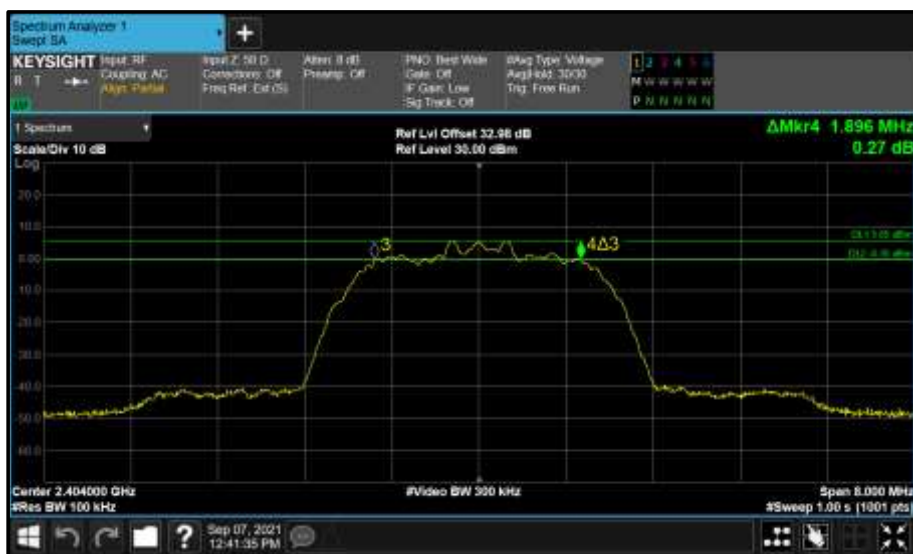 Spectrum Analyzer 1
Swept SA
+
KEYSIGHT
R T
Input: RF
Coupling: AC
Align: Partial
Input Z: 50 Ω
Corrections: Off
Freq Ref: Ext (S)
Atten: 8 dB
Preamp: Off
PNO: Best Wide
Gate: Off
IF Gain: Low
Sig Track: Off
#Avg Type: Voltage
Avg|Hold: 30/30
Trig: Free Run
1 2 3 4 5 6
M W W W W W
P N N N N N
1 Spectrum
Scale/Div 10 dB
Ref Lvl Offset 32.98 dB
Ref Level 30.00 dBm
ΔMkr4 1.896 MHz
0.27 dB
Log
20.0
10.0
0.00
-10.0
-20.0
-30.0
-40.0
-50.0
-60.0
3
4Δ3
Center 2.404000 GHz
#Res BW 100 kHz
#Video BW 300 kHz
Span 8.000 MHz
#Sweep 1.00 s (1001 pts)
?
Sep 07, 2021
12:41:35 PM